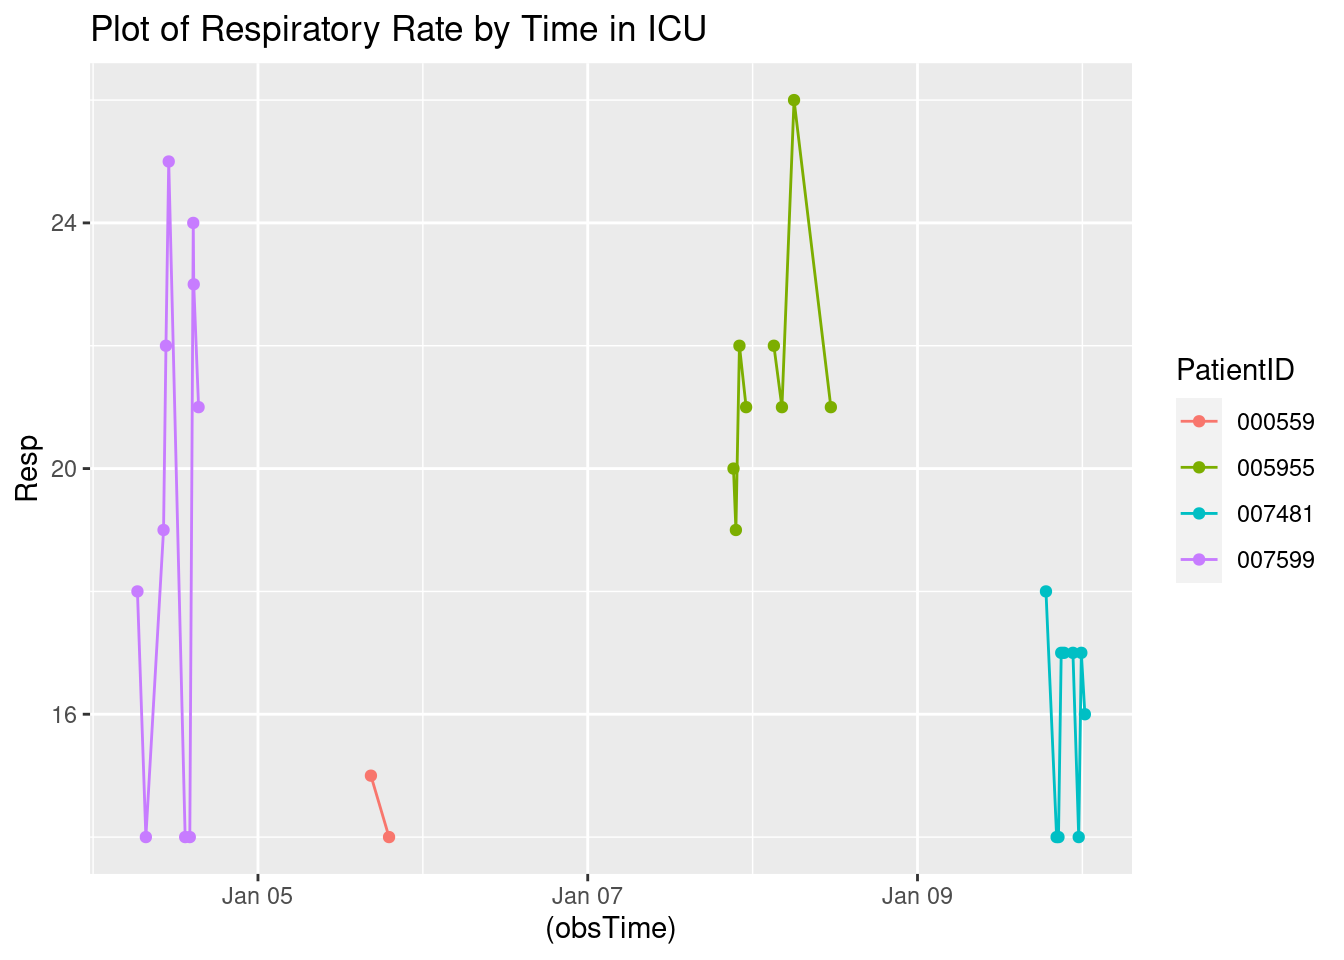 Plot of Respiratory Rate by Time in ICU
24
20
16
Resp
Jan 05
Jan 07
Jan 09
(obsTime)
PatientID
000559
005955
007481
007599